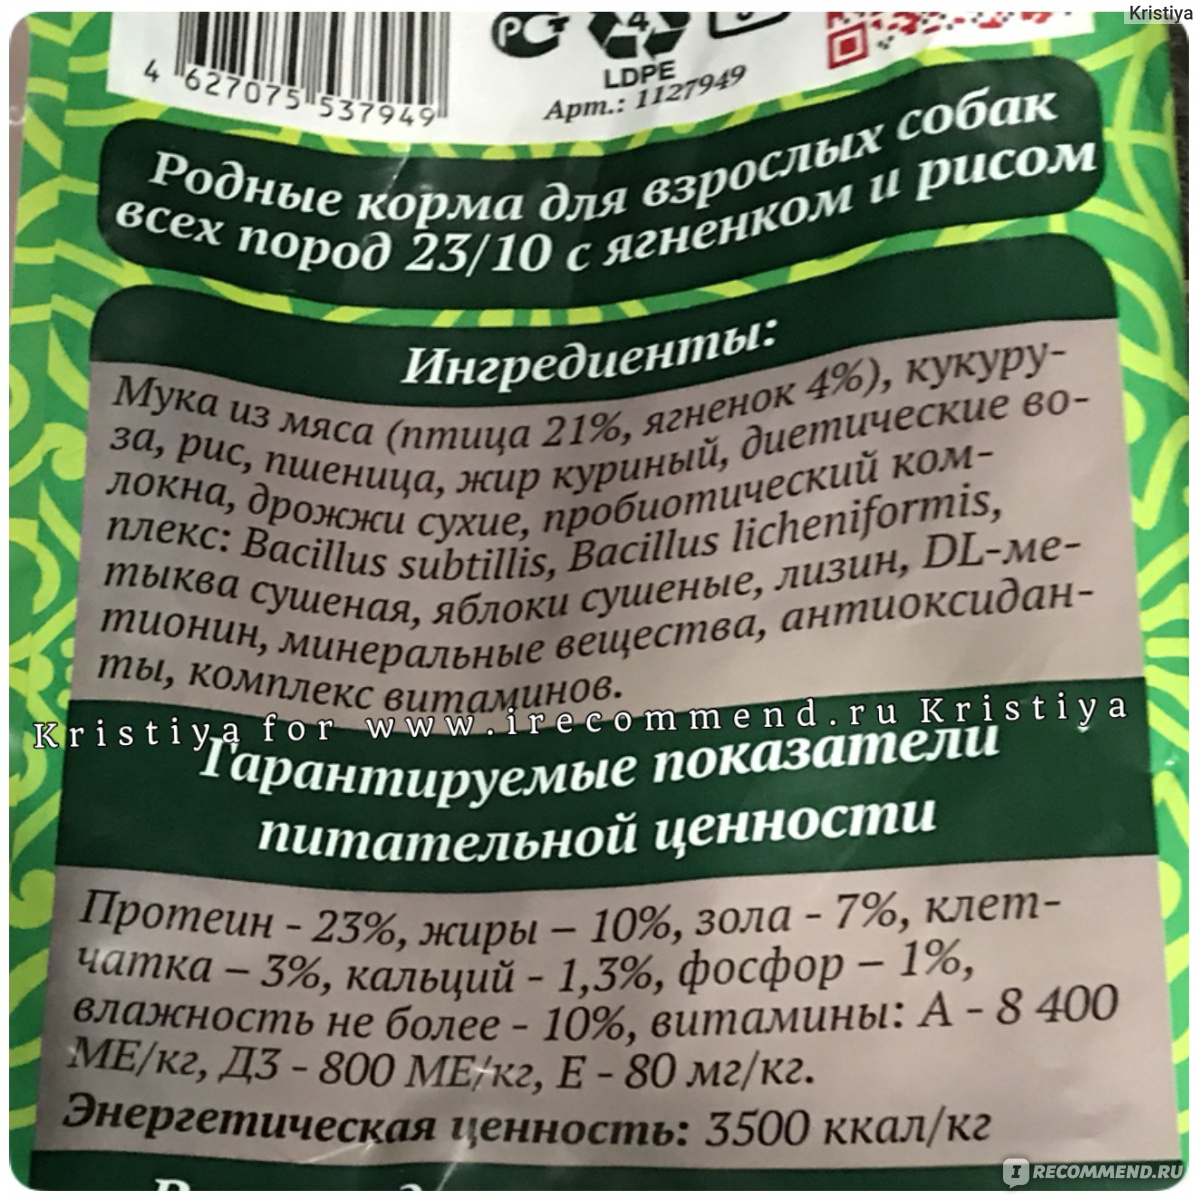 Kristiya
4 627075 537949
РСТ
4
LDPE
Арт.: 1127949
Родные корма для взрослых собак
всех пород 23/10 с ягненком и рисом
Ингредиенты:
Мука из мяса (птица 21%, ягненок 4%), кукуру-
за, рис, пшеница, жир куриный, диетические во-
локна, дрожжи сухие, пробиотический ком-
плекс: Bacillus subtillis, Bacillus licheniformis,
тыква сушеная, яблоки сушеные, лизин, DL-ме-
тионин, минеральные вещества, антиоксидан-
ты, комплекс витаминов.
Kristiya for www.irecommend.ru Kristiya
Гарантируемые показатели
питательной ценности
Протеин - 23%, жиры – 10%, зола - 7%, клет-
чатка – 3%, кальций - 1,3%, фосфор – 1%,
влажность не более - 10%, витамины: А - 8 400
МЕ/кг, Д3 - 800 МЕ/кг, Е - 80 мг/кг.
Энергетическая ценность: 3500 ккал/кг
IRECOMMEND.RU